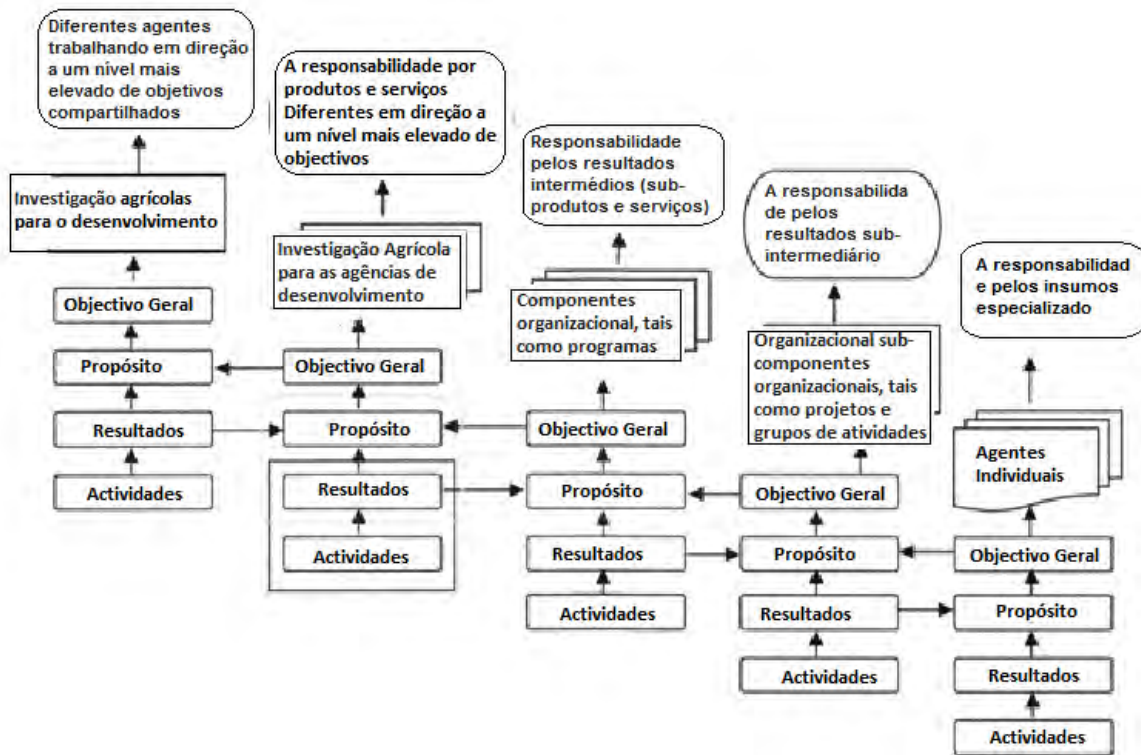 Diferentes agentes
trabalhando em direção
a um nível mais
elevado de objetivos
compartilhados
Investigação agrícolas
para o desenvolvimento
Objectivo Geral
Propósito
Resultados
Actividades
A responsabilidade por
produtos e serviços
Diferentes em direção a
um nível mais elevado de
objectivos
Investigação Agrícola
para as agências de
desenvolvimento
Objectivo Geral
Propósito
Resultados
Actividades
Responsabilidade
pelos resultados
intermédios (sub-
produtos e serviços)
Componentes
organizacional, tais
como programas
Objectivo Geral
Propósito
Resultados
Actividades
A responsabilida
de pelos
resultados sub-
intermediário
Organizacional sub-
componentes
organizacionais, tais
como projetos e
grupos de atividades
Objectivo Geral
Propósito
Resultados
Actividades
A responsabilidad
e pelos insumos
especializado
Agentes
Individuais
Objectivo Geral
Propósito
Resultados
Actividades